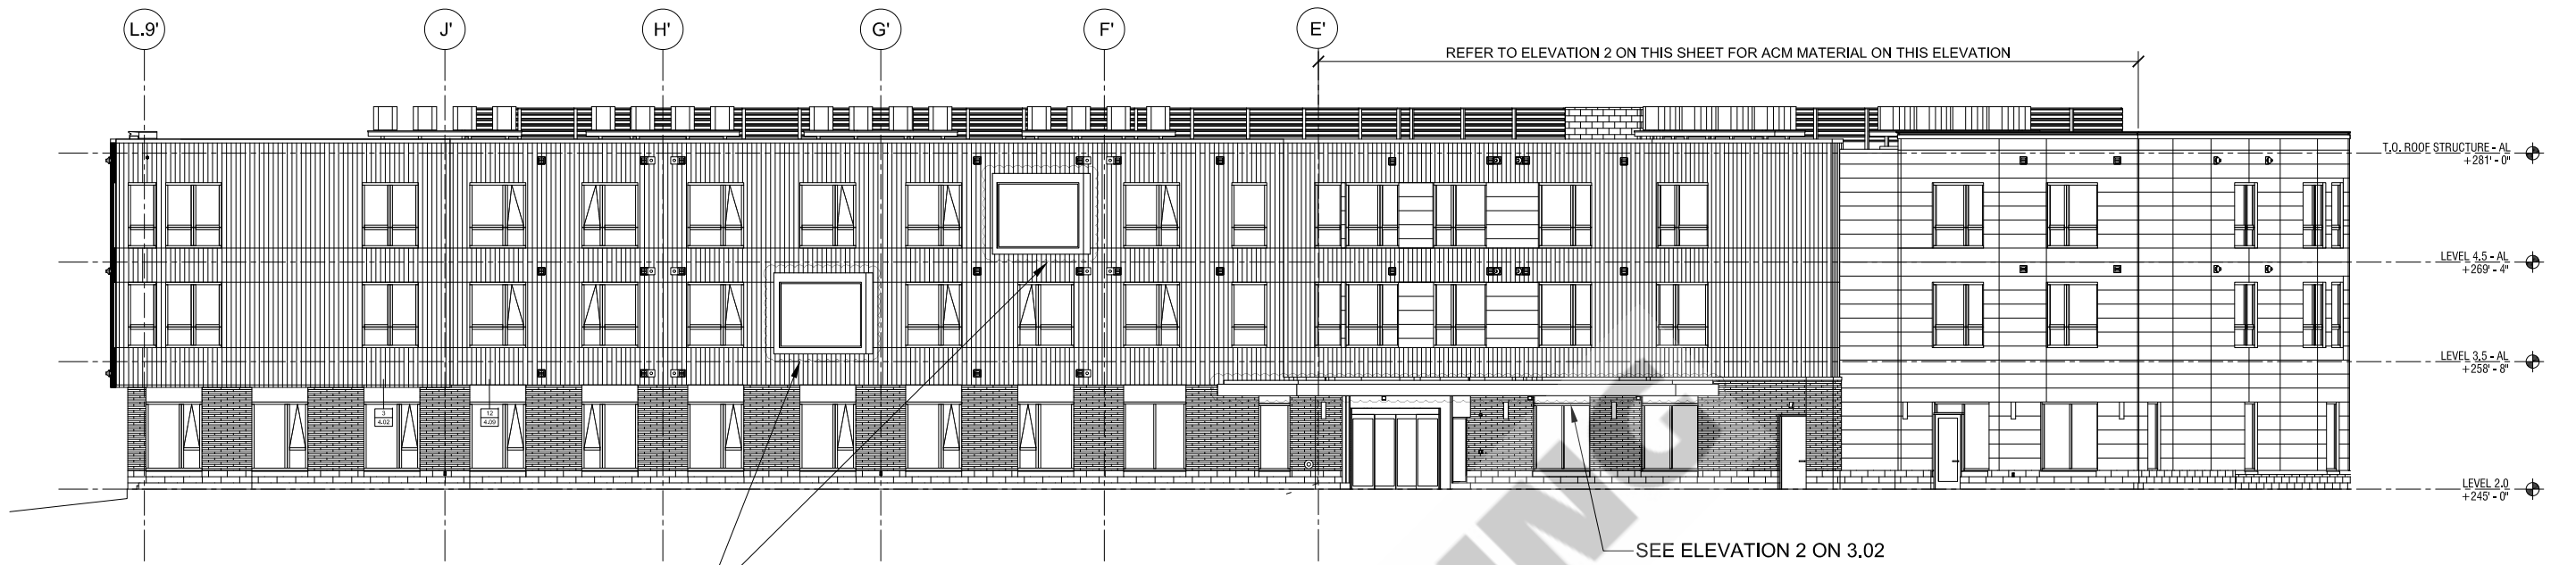 L.9'
J'
H'
G'
F'
E'
REFER TO ELEVATION 2 ON THIS SHEET FOR ACM MATERIAL ON THIS ELEVATION
T.O. ROOF STRUCTURE - AL
+281' - 0"
LEVEL 4.5 - AL
+269' - 4"
LEVEL 3.5 - AL
+258' - 8"
3
4.02
12
4.09
LEVEL 2.0
+245' - 0"
SEE ELEVATION 2 ON 3.02
ING